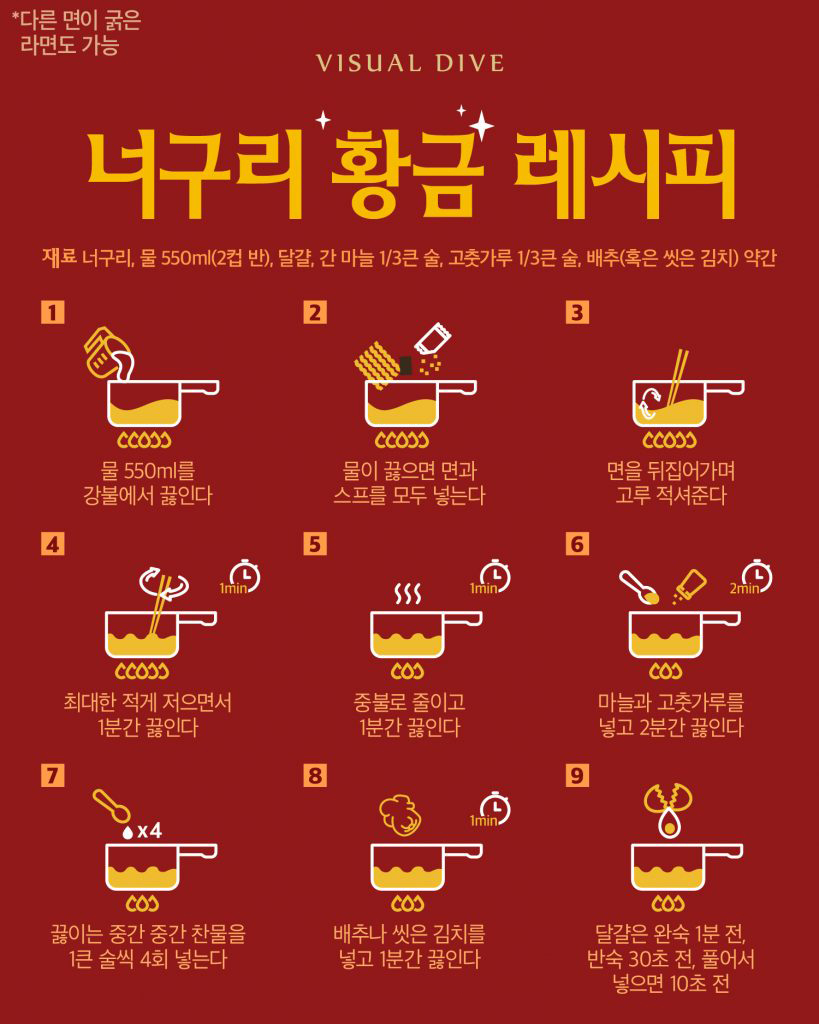 *다른 면이 굵은
라면도 가능
VISUAL DIVE
너구리 황금 레시피
재료 너구리, 물 550ml(2컵 반), 달걀, 간 마늘 1/3큰 술, 고춧가루 1/3큰 술, 배추(혹은 씻은 김치) 약간
1
물 550ml를
강불에서 끓인다
2
물이 끓으면 면과
스프를 모두 넣는다
3
면을 뒤집어가며
고루 적셔준다
4
1min
최대한 적게 저으면서
1분간 끓인다
5
1min
중불로 줄이고
1분간 끓인다
6
2min
마늘과 고춧가루를
넣고 2분간 끓인다
7
x4
끓이는 중간 중간 찬물을
1큰 술씩 4회 넣는다
8
1min
배추나 씻은 김치를
넣고 1분간 끓인다
9
달걀은 완숙 1분 전,
반숙 30초 전, 풀어서
넣으면 10초 전